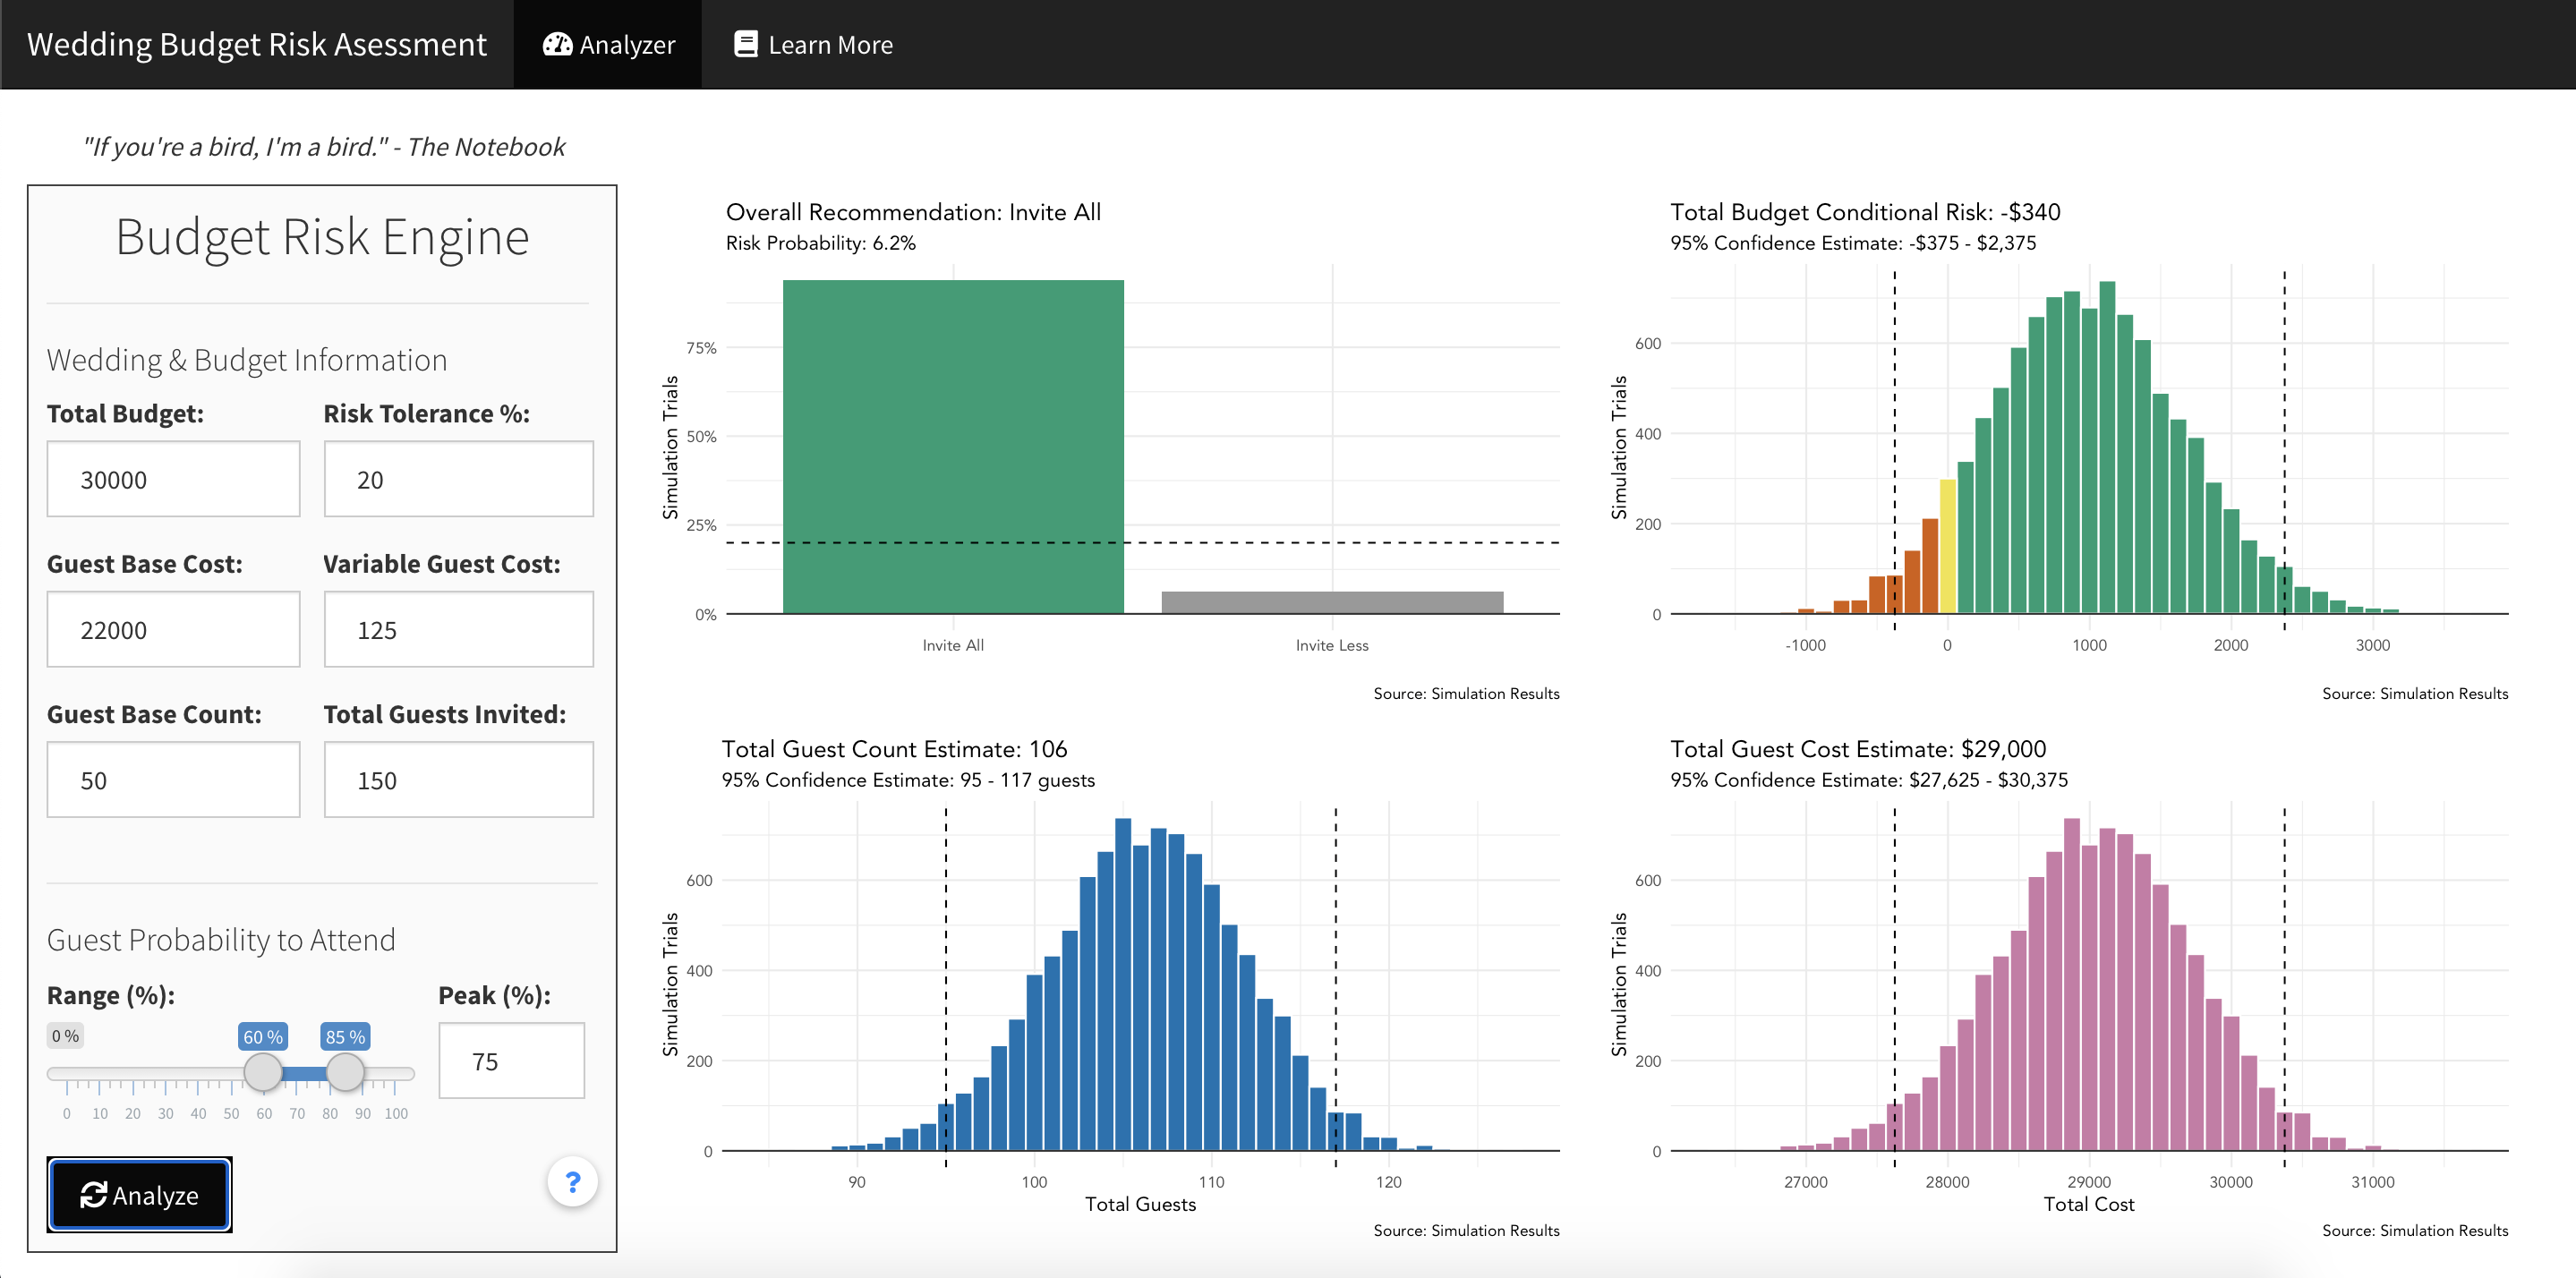 Wedding Budget Risk Asessment
Analyzer
Learn More
"If you're a bird, I'm a bird." - The Notebook
Budget Risk Engine
Wedding & Budget Information
Total Budget: Risk Tolerance %:
30000 20
Guest Base Cost: Variable Guest Cost:
22000 125
Guest Base Count: Total Guests Invited:
50 150
Guest Probability to Attend
Range (%): Peak (%):
0 % 60 % 85 %
75
0 10 20 30 40 50 60 70 80 90 100
Analyze
?
Overall Recommendation: Invite All
Risk Probability: 6.2%
Simulation Trials
75%
50%
25%
0%
Invite All Invite Less
Source: Simulation Results
Total Budget Conditional Risk: -$340
95% Confidence Estimate: -$375 - $2,375
Simulation Trials
600
400
200
0
-1000 0 1000 2000 3000
Source: Simulation Results
Total Guest Count Estimate: 106
95% Confidence Estimate: 95 - 117 guests
Simulation Trials
600
400
200
0
90 100 110 120
Total Guests
Source: Simulation Results
Total Guest Cost Estimate: $29,000
95% Confidence Estimate: $27,625 - $30,375
Simulation Trials
600
400
200
0
27000 28000 29000 30000 31000
Total Cost
Source: Simulation Results